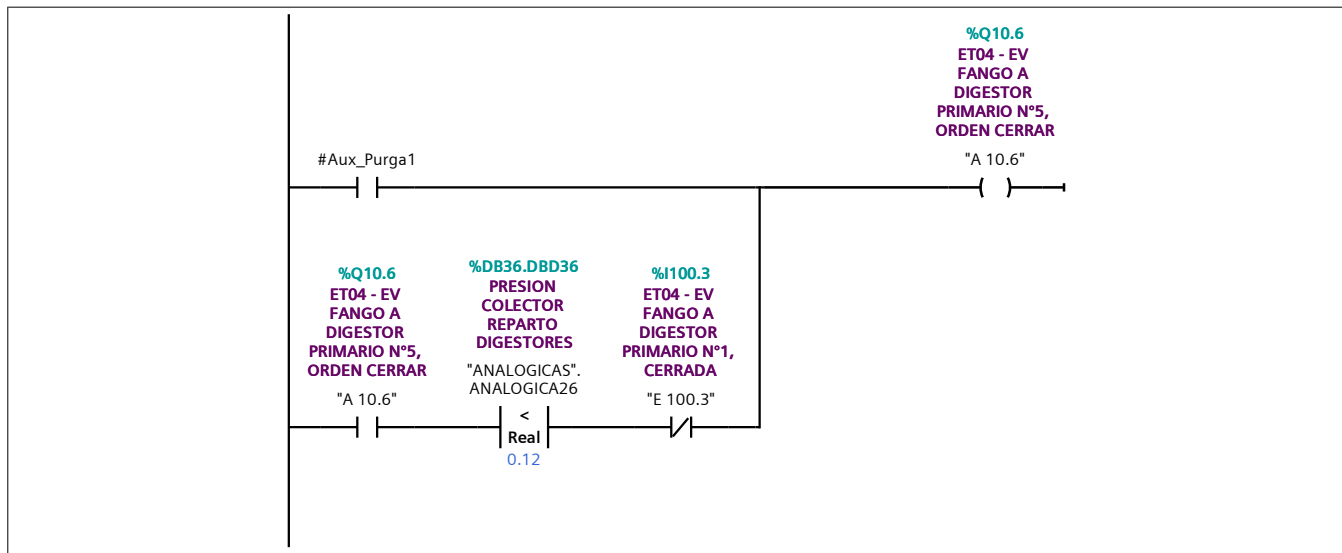 %Q10.6
ET04 - EV
FANGO A
DIGESTOR
PRIMARIO N°5,
ORDEN CERRAR
"A 10.6"
#Aux_Purga1
%Q10.6
ET04 - EV
FANGO A
DIGESTOR
PRIMARIO N°5,
ORDEN CERRAR
"A 10.6"
%DB36.DBD36
PRESION
COLECTOR
REPARTO
DIGESTORES
"ANALOGICAS".
ANALOGICA26
<
Real
0.12
%I100.3
ET04 - EV
FANGO A
DIGESTOR
PRIMARIO N°1,
CERRADA
"E 100.3"